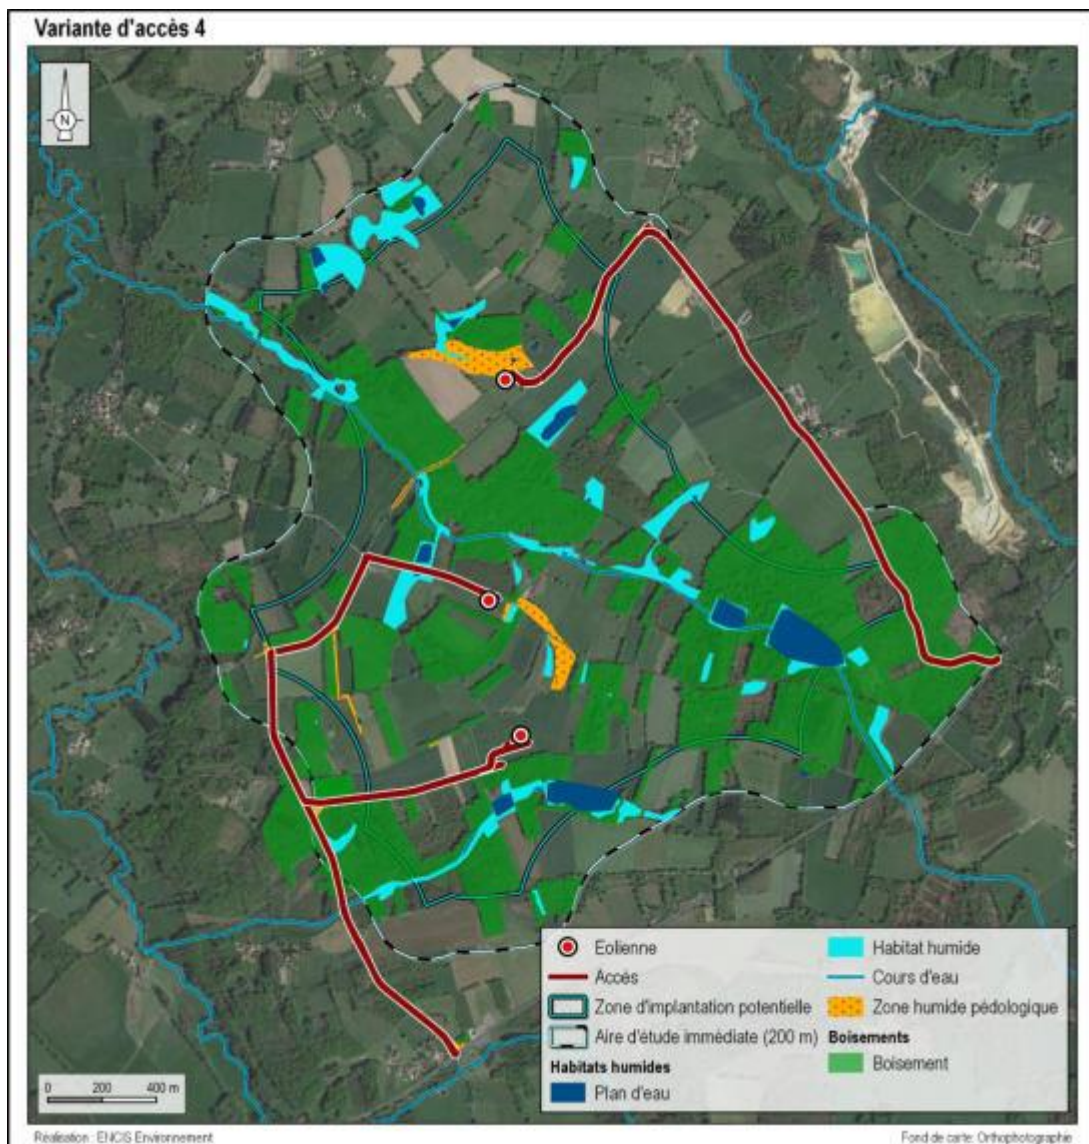 Variante d'accès 4
N
Eolienne
Accès
Zone d'implantation potentielle
Aire d'étude immédiate (200 m)
Habitats humides
Plan d'eau
Habitat humide
Cours d'eau
Zone humide pédologique
Boisements
Boisement
0 200 400 m
Réalisation : ENCIS Environnement
Fond de carte: Orthophotographie